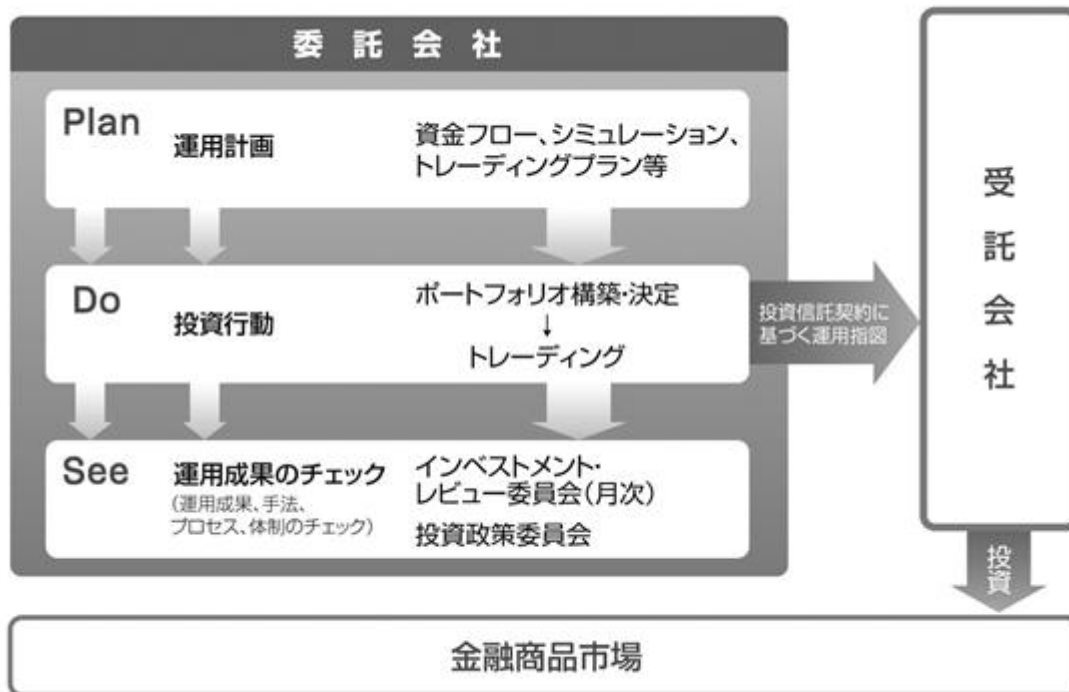 委託会社
Plan
運用計画
資金フロー、シミュレーション、
トレーディングプラン等
Do
投資行動
ポートフォリオ構築・決定
↓
トレーディング
See
運用成果のチェック
（運用成果、手法、
プロセス、体制のチェック）
インベストメント・
レビュー委員会（月次）
投資政策委員会
投資信託契約に
基づく運用指図
受託会社
投資
金融商品市場